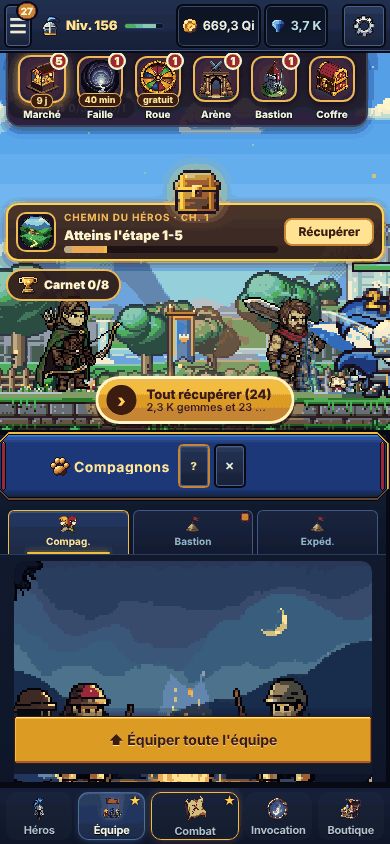 27
Niv. 156
669,3 Qi
3,7 K
5
1
1
1
1
9 j
40 min
gratuit
Marché
Faille
Roue
Arène
Bastion
Coffre
CHEMIN DU HÉROS · CH. 1
Atteins l'étape 1-5
Récupérer
Carnet 0/8
Tout récupérer (24)
2,3 K gemmes et 23 ...
Compagnons
?
×
Compag.
Bastion
Expéd.
Équiper toute l'équipe
Héros
Équipe
Combat
Invocation
Boutique